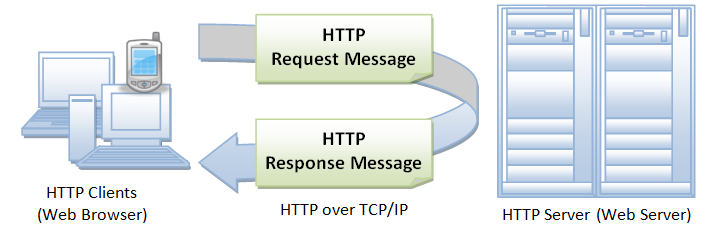 HTTP
Request Message
HTTP
Response Message
HTTP Clients
(Web Browser)
HTTP over TCP/IP
HTTP Server (Web Server)